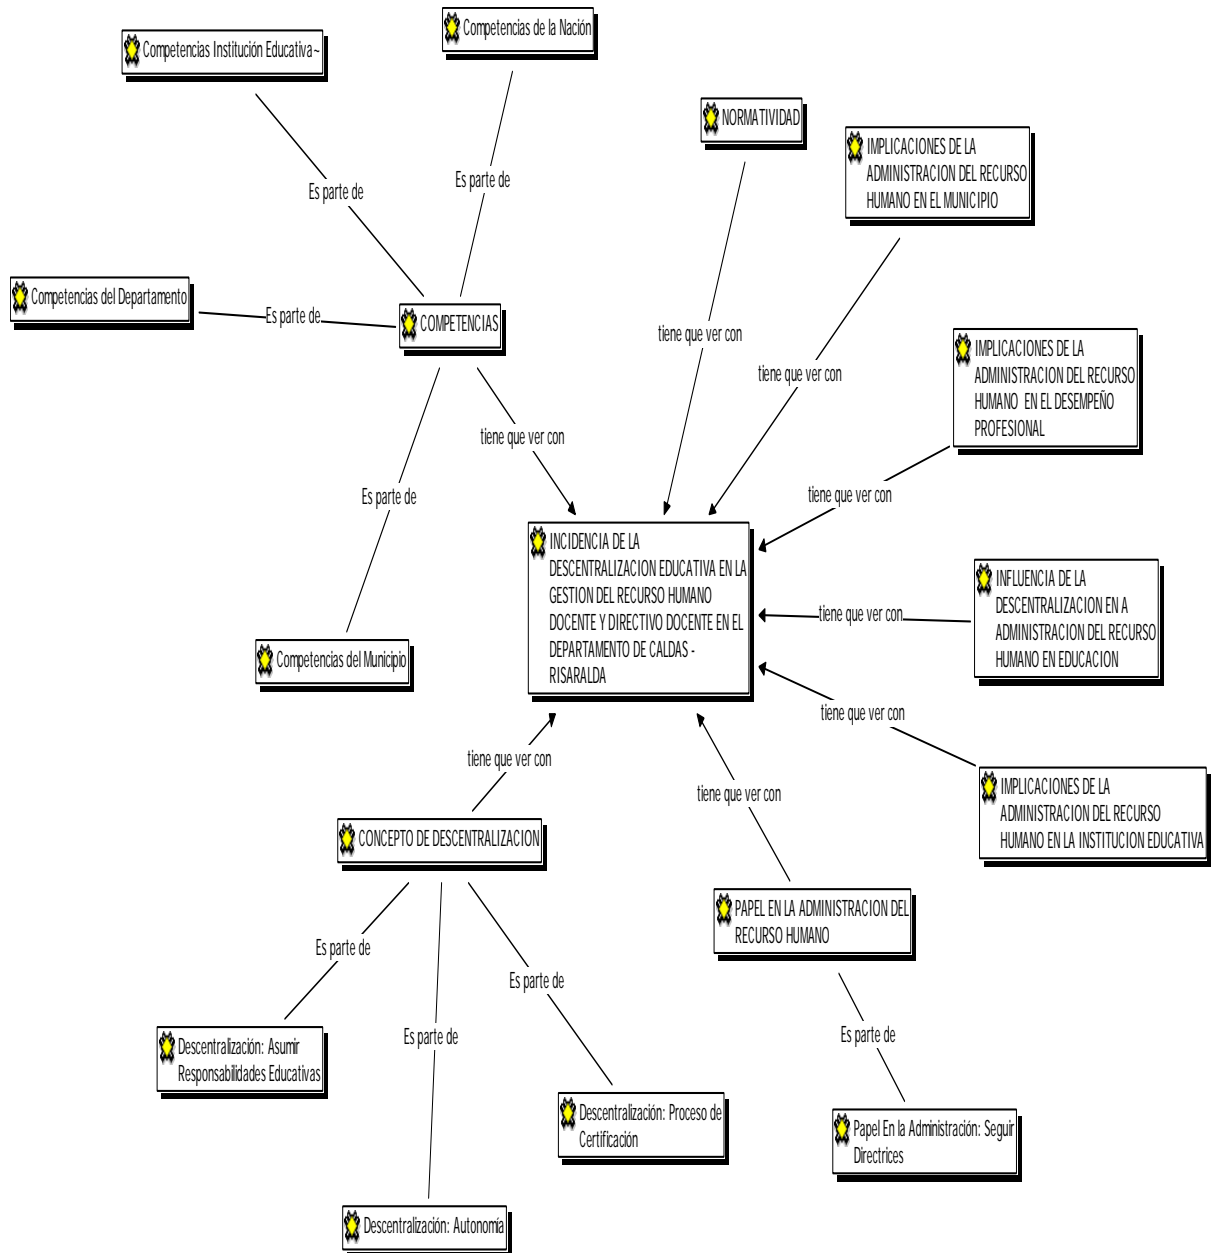 Competencias de la Nación
Competencias Institución Educativa~
NORMATIVIDAD
IMPLICACIONES DE LA
ADMINISTRACION DEL RECURSO
HUMANO EN EL MUNICIPIO
Es parte de
Es parte de
Competencias del Departamento
Es parte de
COMPETENCIAS
tiene que ver con
tiene que ver con
IMPLICACIONES DE LA
ADMINISTRACION DEL RECURSO
HUMANO EN EL DESEMPEÑO
PROFESIONAL
tiene que ver con
Es parte de
tiene que ver con
INCIDENCIA DE LA
DESCENTRALIZACION EDUCATIVA EN LA
GESTION DEL RECURSO HUMANO
DOCENTE Y DIRECTIVO DOCENTE EN EL
DEPARTAMENTO DE CALDAS -
RISARALDA
INFLUENCIA DE LA
DESCENTRALIZACION EN A
ADMINISTRACION DEL RECURSO
HUMANO EN EDUCACION
tiene que ver con
Competencias del Municipio
tiene que ver con
tiene que ver con
tiene que ver con
IMPLICACIONES DE LA
ADMINISTRACION DEL RECURSO
HUMANO EN LA INSTITUCION EDUCATIVA
CONCEPTO DE DESCENTRALIZACION
PAPEL EN LA ADMINISTRACION DEL
RECURSO HUMANO
Es parte de
Es parte de
Es parte de
Es parte de
Descentralización: Asumir
Responsabilidades Educativas
Descentralización: Proceso de
Certificación
Papel En la Administración: Seguir
Directrices
Descentralización: Autonomía